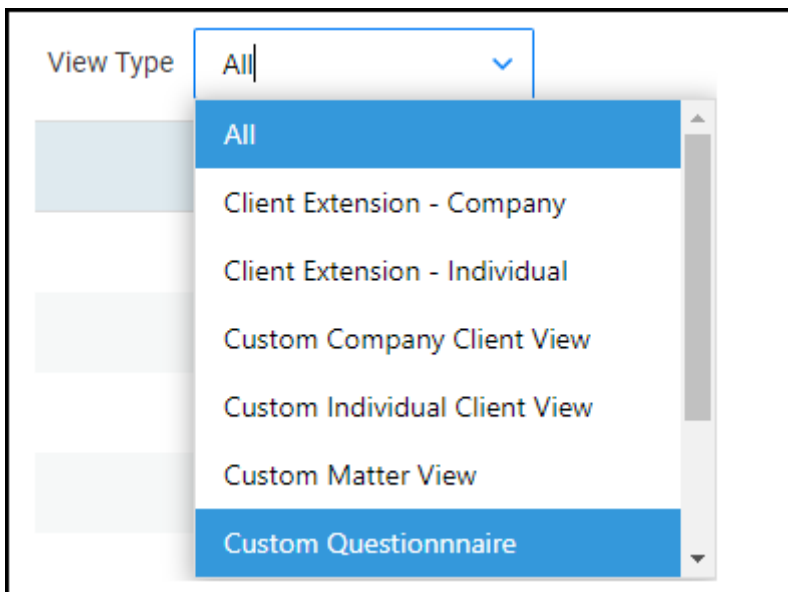 View Type All
All
Client Extension - Company
Client Extension - Individual
Custom Company Client View
Custom Individual Client View
Custom Matter View
Custom Questionnnaire